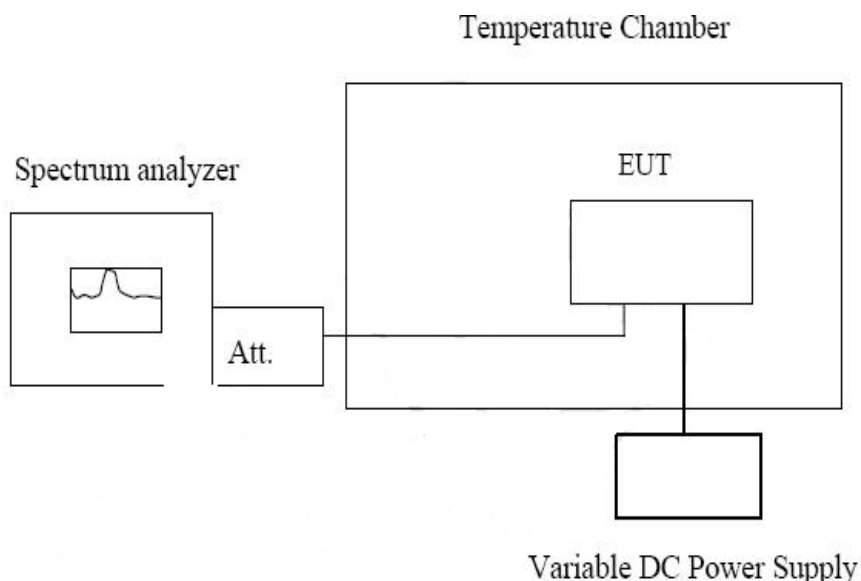 Temperature Chamber
Spectrum analyzer
EUT
Att.
Variable DC Power Supply